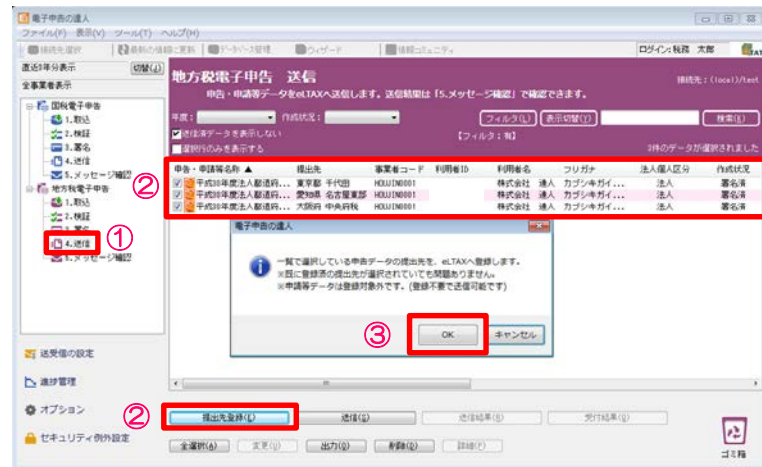 電子申告の達人
ファイル(F) 表示(V) ツール(T) ヘルプ(H)
接続先選択 最新の情報に更新 データベース管理 ウィザード 情報コミュニティ ログイン:税務 太郎
直近3年分表示 切替(J)
全事業者表示
国税電子申告
1.取込
2.検証
3.署名
4.送信
5.メッセージ確認
地方税電子申告
1.取込
2.検証
3.署名
4.送信
5.メッセージ確認
①
送受信の設定
進捗管理
オプション
セキュリティ例外設定
地方税電子申告 送信
接続先:(local)/test
申告・申請等データをeLTAXへ送信します。送信結果は「5.メッセージ確認」で確認できます。
年度: 作成状況: フィルタ(L) 表示切替(Y) 検索(K)
送信済データを表示しない 【フィルタ:有】
選択行のみを表示する 3件のデータが選択されました
②
申告・申請等名称 ▲ 提出先 事業者コード 利用者ID 利用者名 フリガナ 法人個人区分 作成状況
平成30年度法人都道府... 東京都 千代田 HOUJIN0001 株式会社 達人 カブシキガイ... 法人 署名済
平成30年度法人都道府... 愛知県 名古屋東部 HOUJIN0001 株式会社 達人 カブシキガイ... 法人 署名済
平成30年度法人都道府... 大阪府 中央府税 HOUJIN0001 株式会社 達人 カブシキガイ... 法人 署名済
電子申告の達人
一覧で選択している申告データの提出先を、eLTAXへ登録します。
※既に登録済の提出先が選択されていても問題ありません。
※申請等データは登録対象外です。(登録不要で送信可能です)
③
OK キャンセル
②
提出先登録(E) 送信(S) 送信結果(B) 受付結果(Q)
全選択(A) 変更(U) 出力(O) 削除(D) 詳細(P)
ゴミ箱